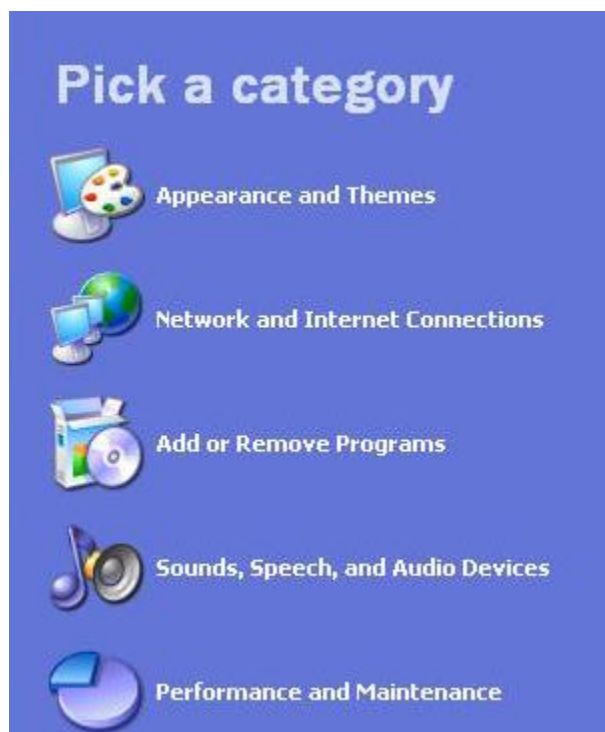 Pick a category
Appearance and Themes
Network and Internet Connections
Add or Remove Programs
Sounds, Speech, and Audio Devices
Performance and Maintenance